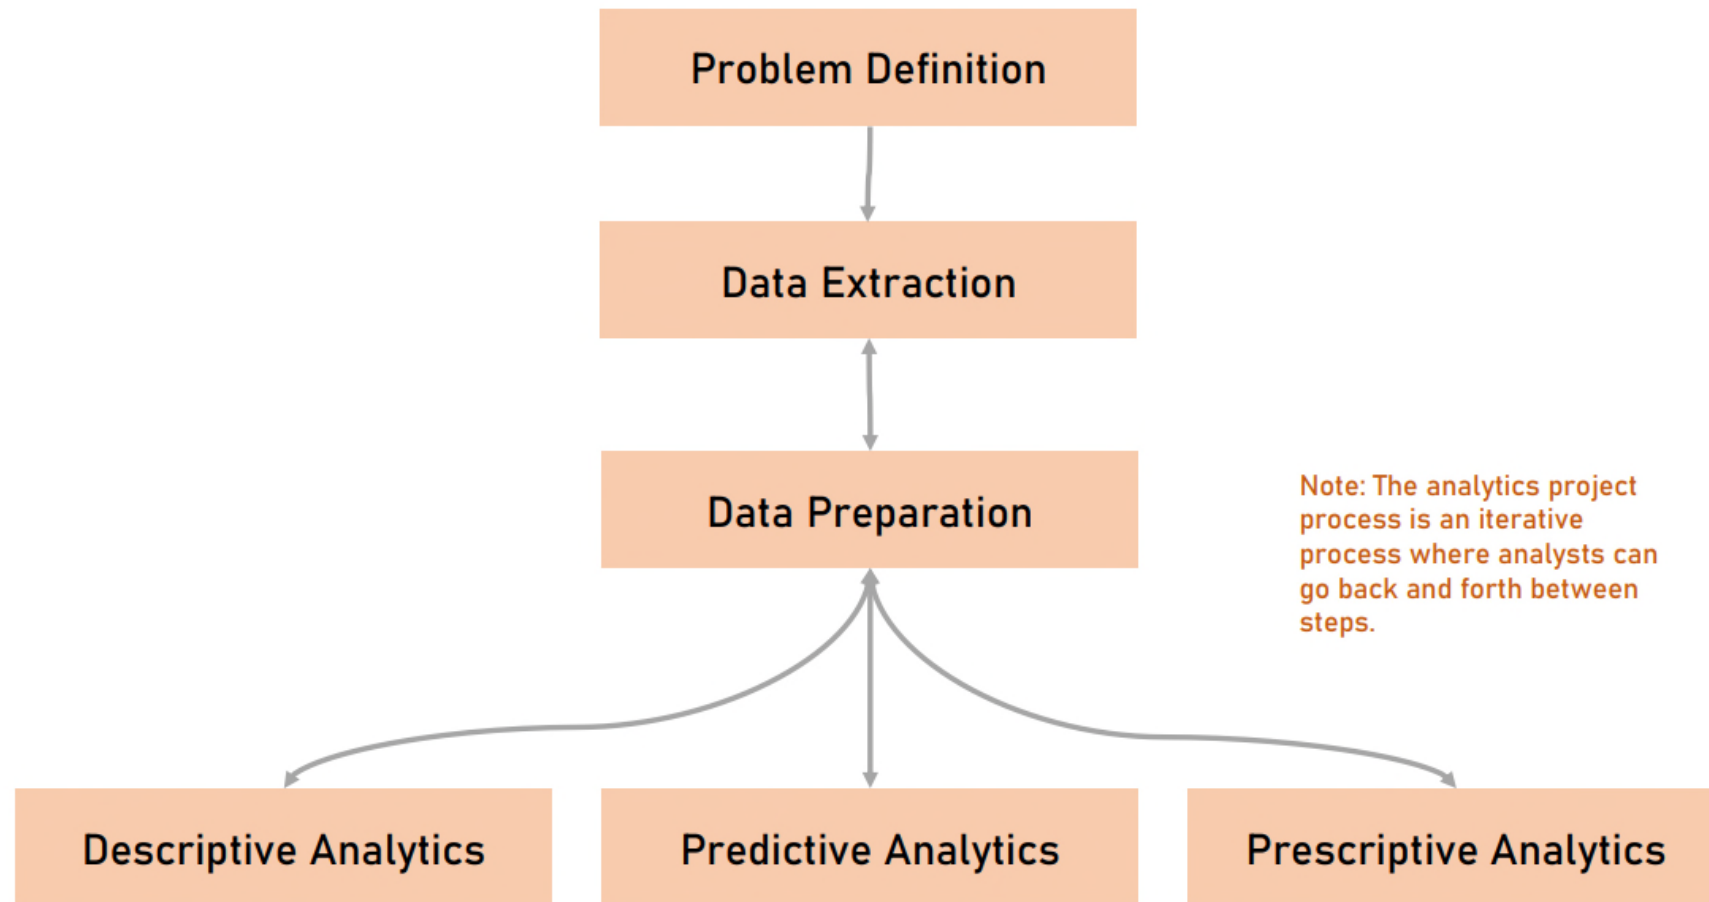 Problem Definition
Data Extraction
Data Preparation
Note: The analytics project
process is an iterative
process where analysts can
go back and forth between
steps.
Descriptive Analytics
Predictive Analytics
Prescriptive Analytics